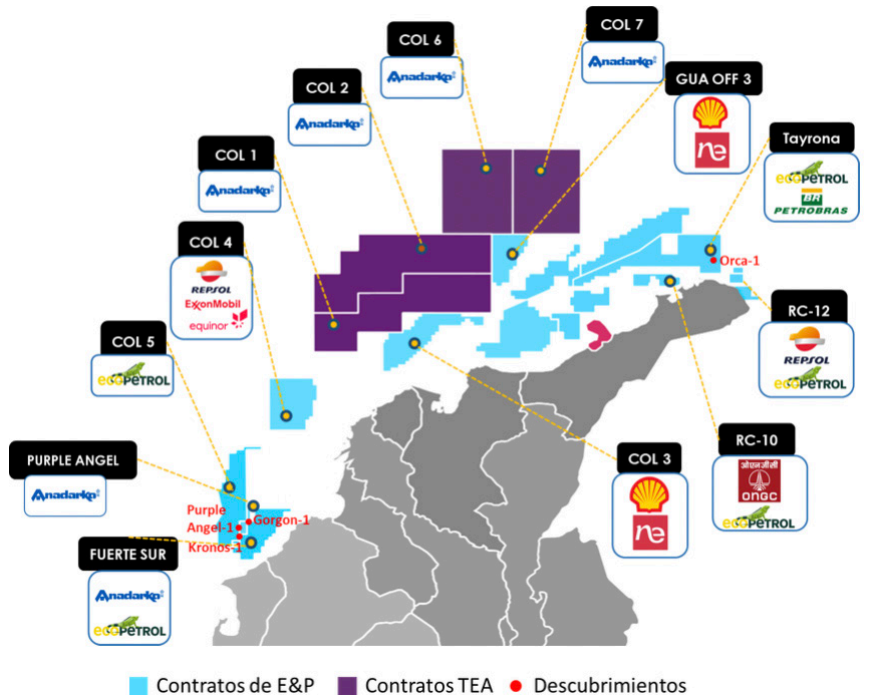 COL 6
Anadarko
COL 7
Anadarko
COL 2
Anadarko
GUA OFF 3
ne
COL 1
Anadarko
Tayrona
ecopetrol
BR
PETROBRAS
COL 4
REPSOL
ExxonMobil
equinor
Orca-1
RC-12
REPSOL
ecopetrol
COL 5
ecopetrol
PURPLE ANGEL
Anadarko
Purple
Angel-1
Gorgon-1
Kronos-1
COL 3
ne
RC-10
ओएनजीसी
ONGC
ecopetrol
FUERTE SUR
Anadarko
ecopetrol
Contratos de E&P
Contratos TEA
Descubrimientos